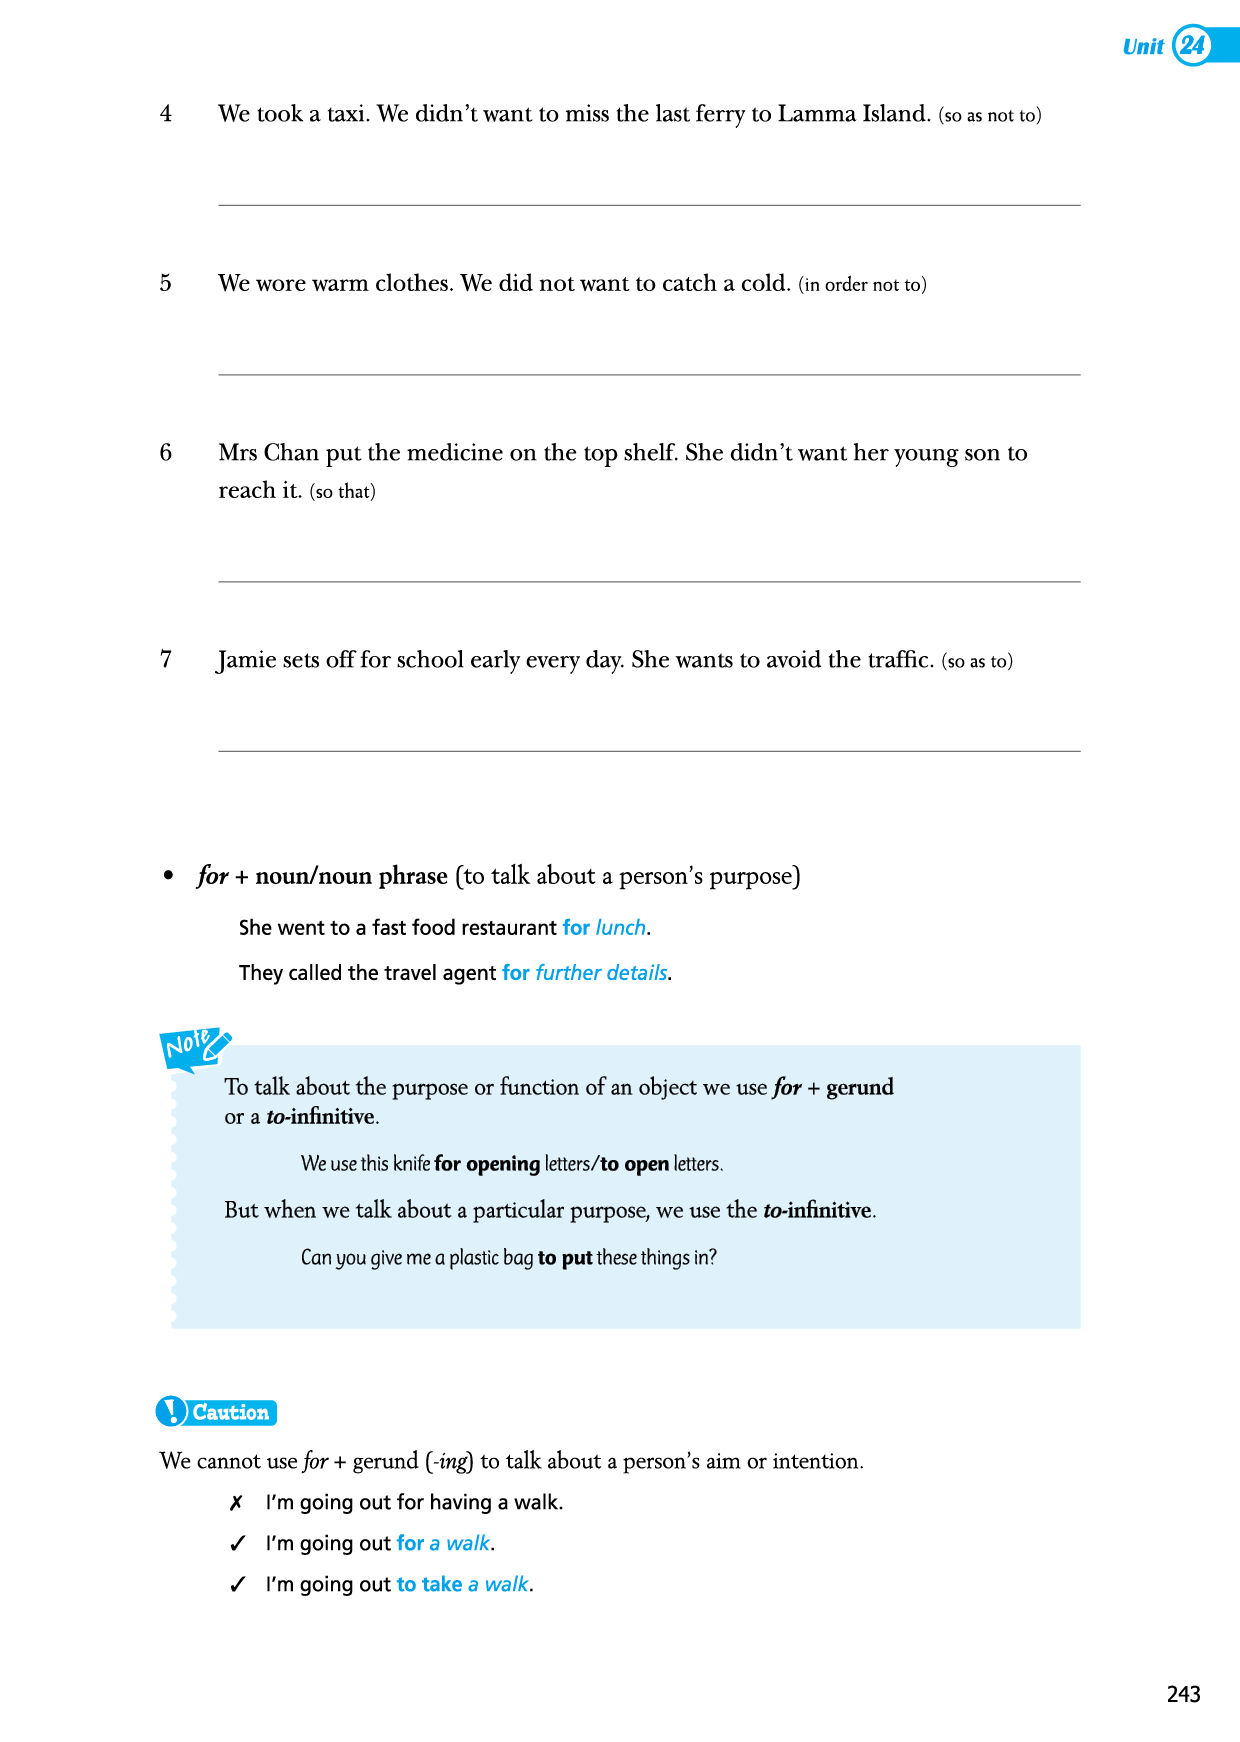 Unit 24
4 We took a taxi. We didn’t want to miss the last ferry to Lamma Island. (so as not to)
5 We wore warm clothes. We did not want to catch a cold. (in order not to)
6 Mrs Chan put the medicine on the top shelf. She didn’t want her young son to
reach it. (so that)
7 Jamie sets off for school early every day. She wants to avoid the traffic. (so as to)
• for + noun/noun phrase (to talk about a person’s purpose)
She went to a fast food restaurant for lunch.
They called the travel agent for further details.
Note
To talk about the purpose or function of an object we use for + gerund
or a to-infinitive.
We use this knife for opening letters/to open letters.
But when we talk about a particular purpose, we use the to-infinitive.
Can you give me a plastic bag to put these things in?
! Caution
We cannot use for + gerund (-ing) to talk about a person’s aim or intention.
✗ I’m going out for having a walk.
✓ I’m going out for a walk.
✓ I’m going out to take a walk.
243